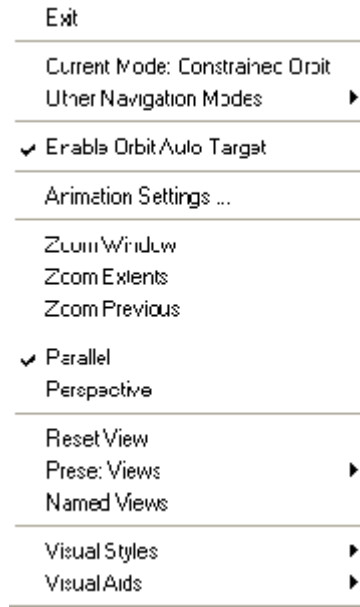 Exit
Current Mode: Constrained Orbit
Other Navigation Modes
Enable Orbit Auto Target
Animation Settings ...
Zoom Window
Zoom Extents
Zoom Previous
Parallel
Perspective
Reset View
Preset Views
Named Views
Visual Styles
Visual Aids